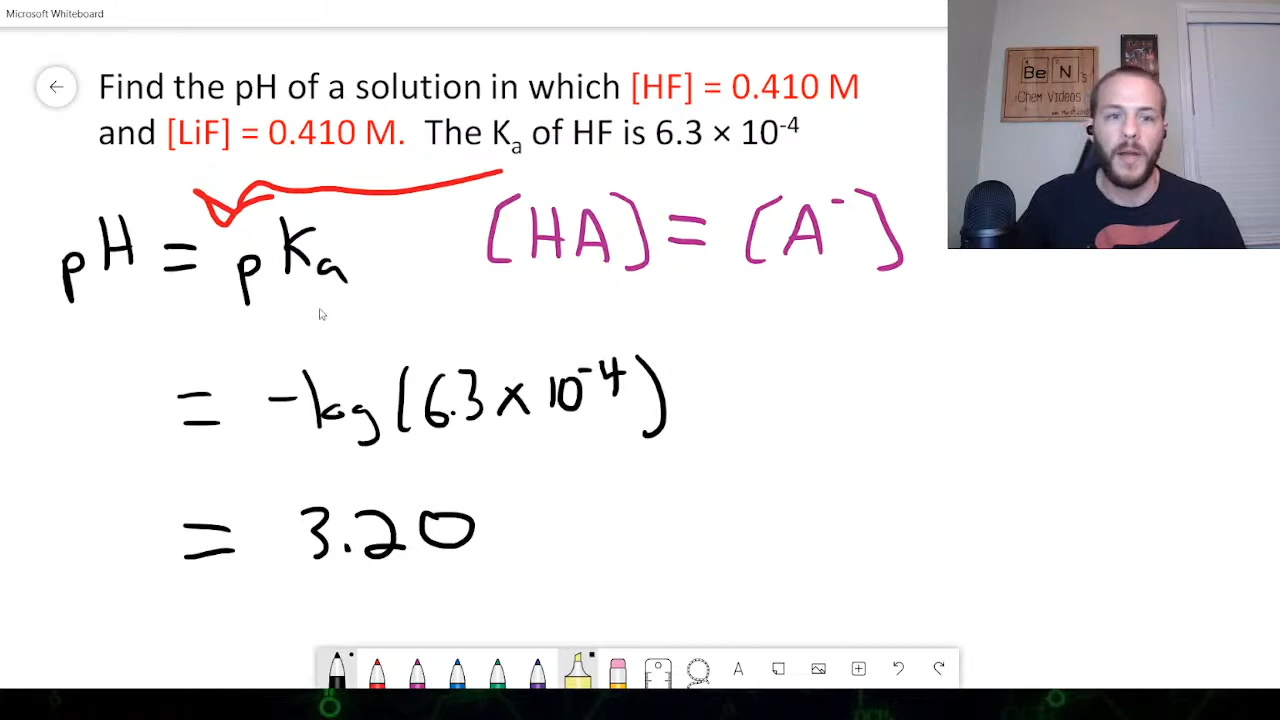 Microsoft Whiteboard
Find the pH of a solution in which [HF] = 0.410 M
and [LiF] = 0.410 M. The Kₐ of HF is 6.3 × 10⁻⁴
Be N's
Chem Videos
pH = pKₐ
[HA] = [A⁻]
= -log(6.3 × 10⁻⁴)
= 3.20
A